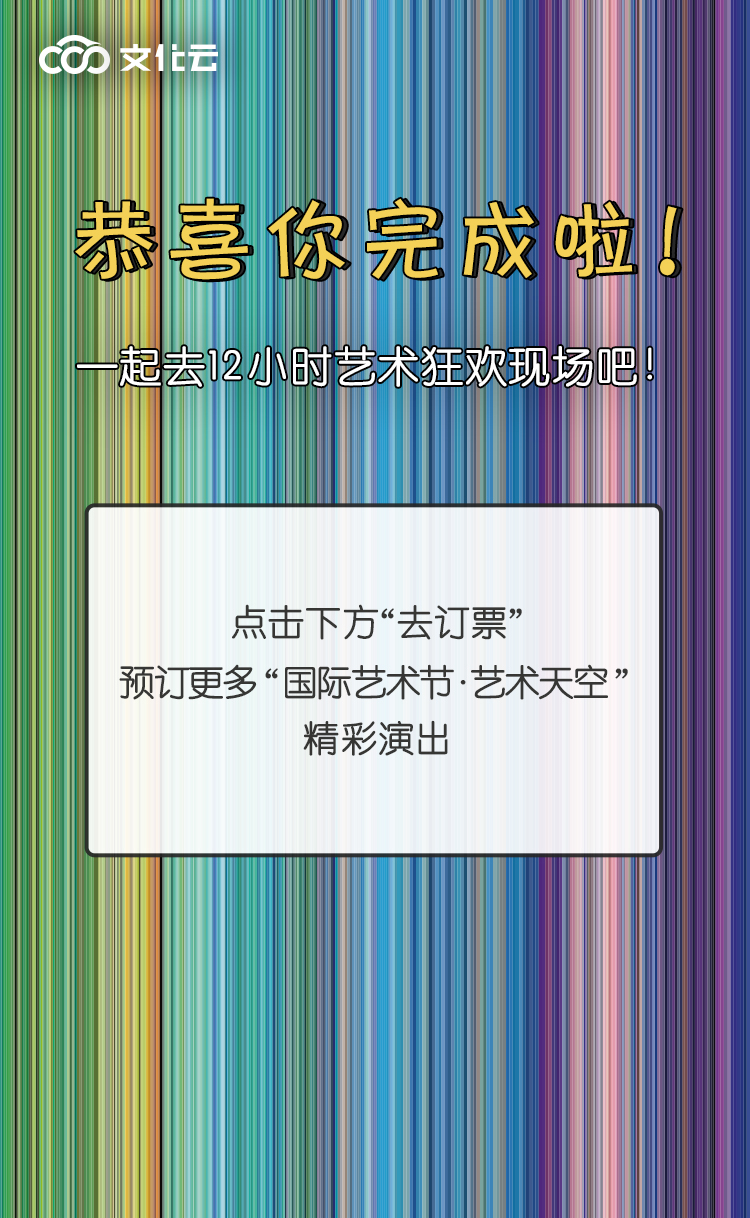 文化云
恭喜你完成啦！
一起去12小时艺术狂欢现场吧！
点击下方“去订票”
预订更多“国际艺术节·艺术天空”
精彩演出